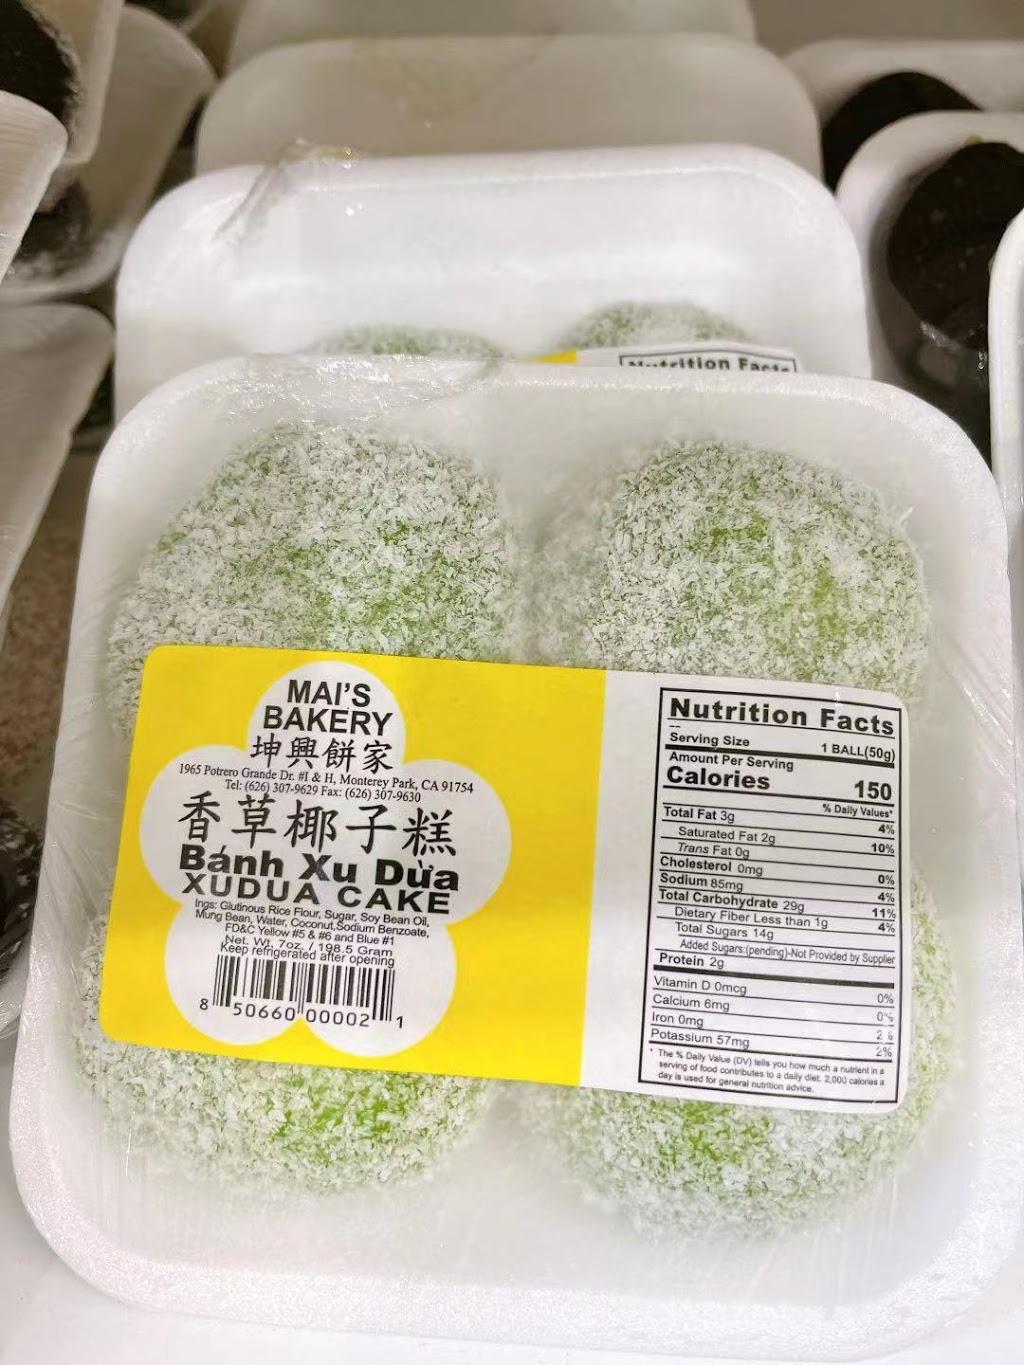 Nutrition Facts
MAI'S
BAKERY
坤興餅家
1965 Potrero Grande Dr. #I & H, Monterey Park, CA 91754
Tel: (626) 307-9629 Fax: (626) 307-9630
香草椰子糕
Bánh Xu Dừa
XUDUA CAKE
Ings: Glutinous Rice Flour, Sugar, Soy Bean Oil,
Mung Bean, Water, Coconut,Sodium Benzoate,
FD&C Yellow #5 & #6 and Blue #1
Net. Wt. 7oz. / 198.5 Gram
Keep refrigerated after opening
8 50660 00002 1
Nutrition Facts
--
Serving Size 1 BALL(50g)
Amount Per Serving
Calories 150
% Daily Values*
Total Fat 3g 4%
Saturated Fat 2g 10%
Trans Fat 0g
Cholesterol 0mg 0%
Sodium 85mg 4%
Total Carbohydrate 29g 11%
Dietary Fiber Less than 1g 4%
Total Sugars 14g
Added Sugars:(pending)-Not Provided by Supplier
Protein 2g
Vitamin D 0mcg 0%
Calcium 6mg 0%
Iron 0mg 2%
Potassium 57mg 2%
* The % Daily Value (DV) tells you how much a nutrient in a
serving of food contributes to a daily diet. 2,000 calories a
day is used for general nutrition advice.